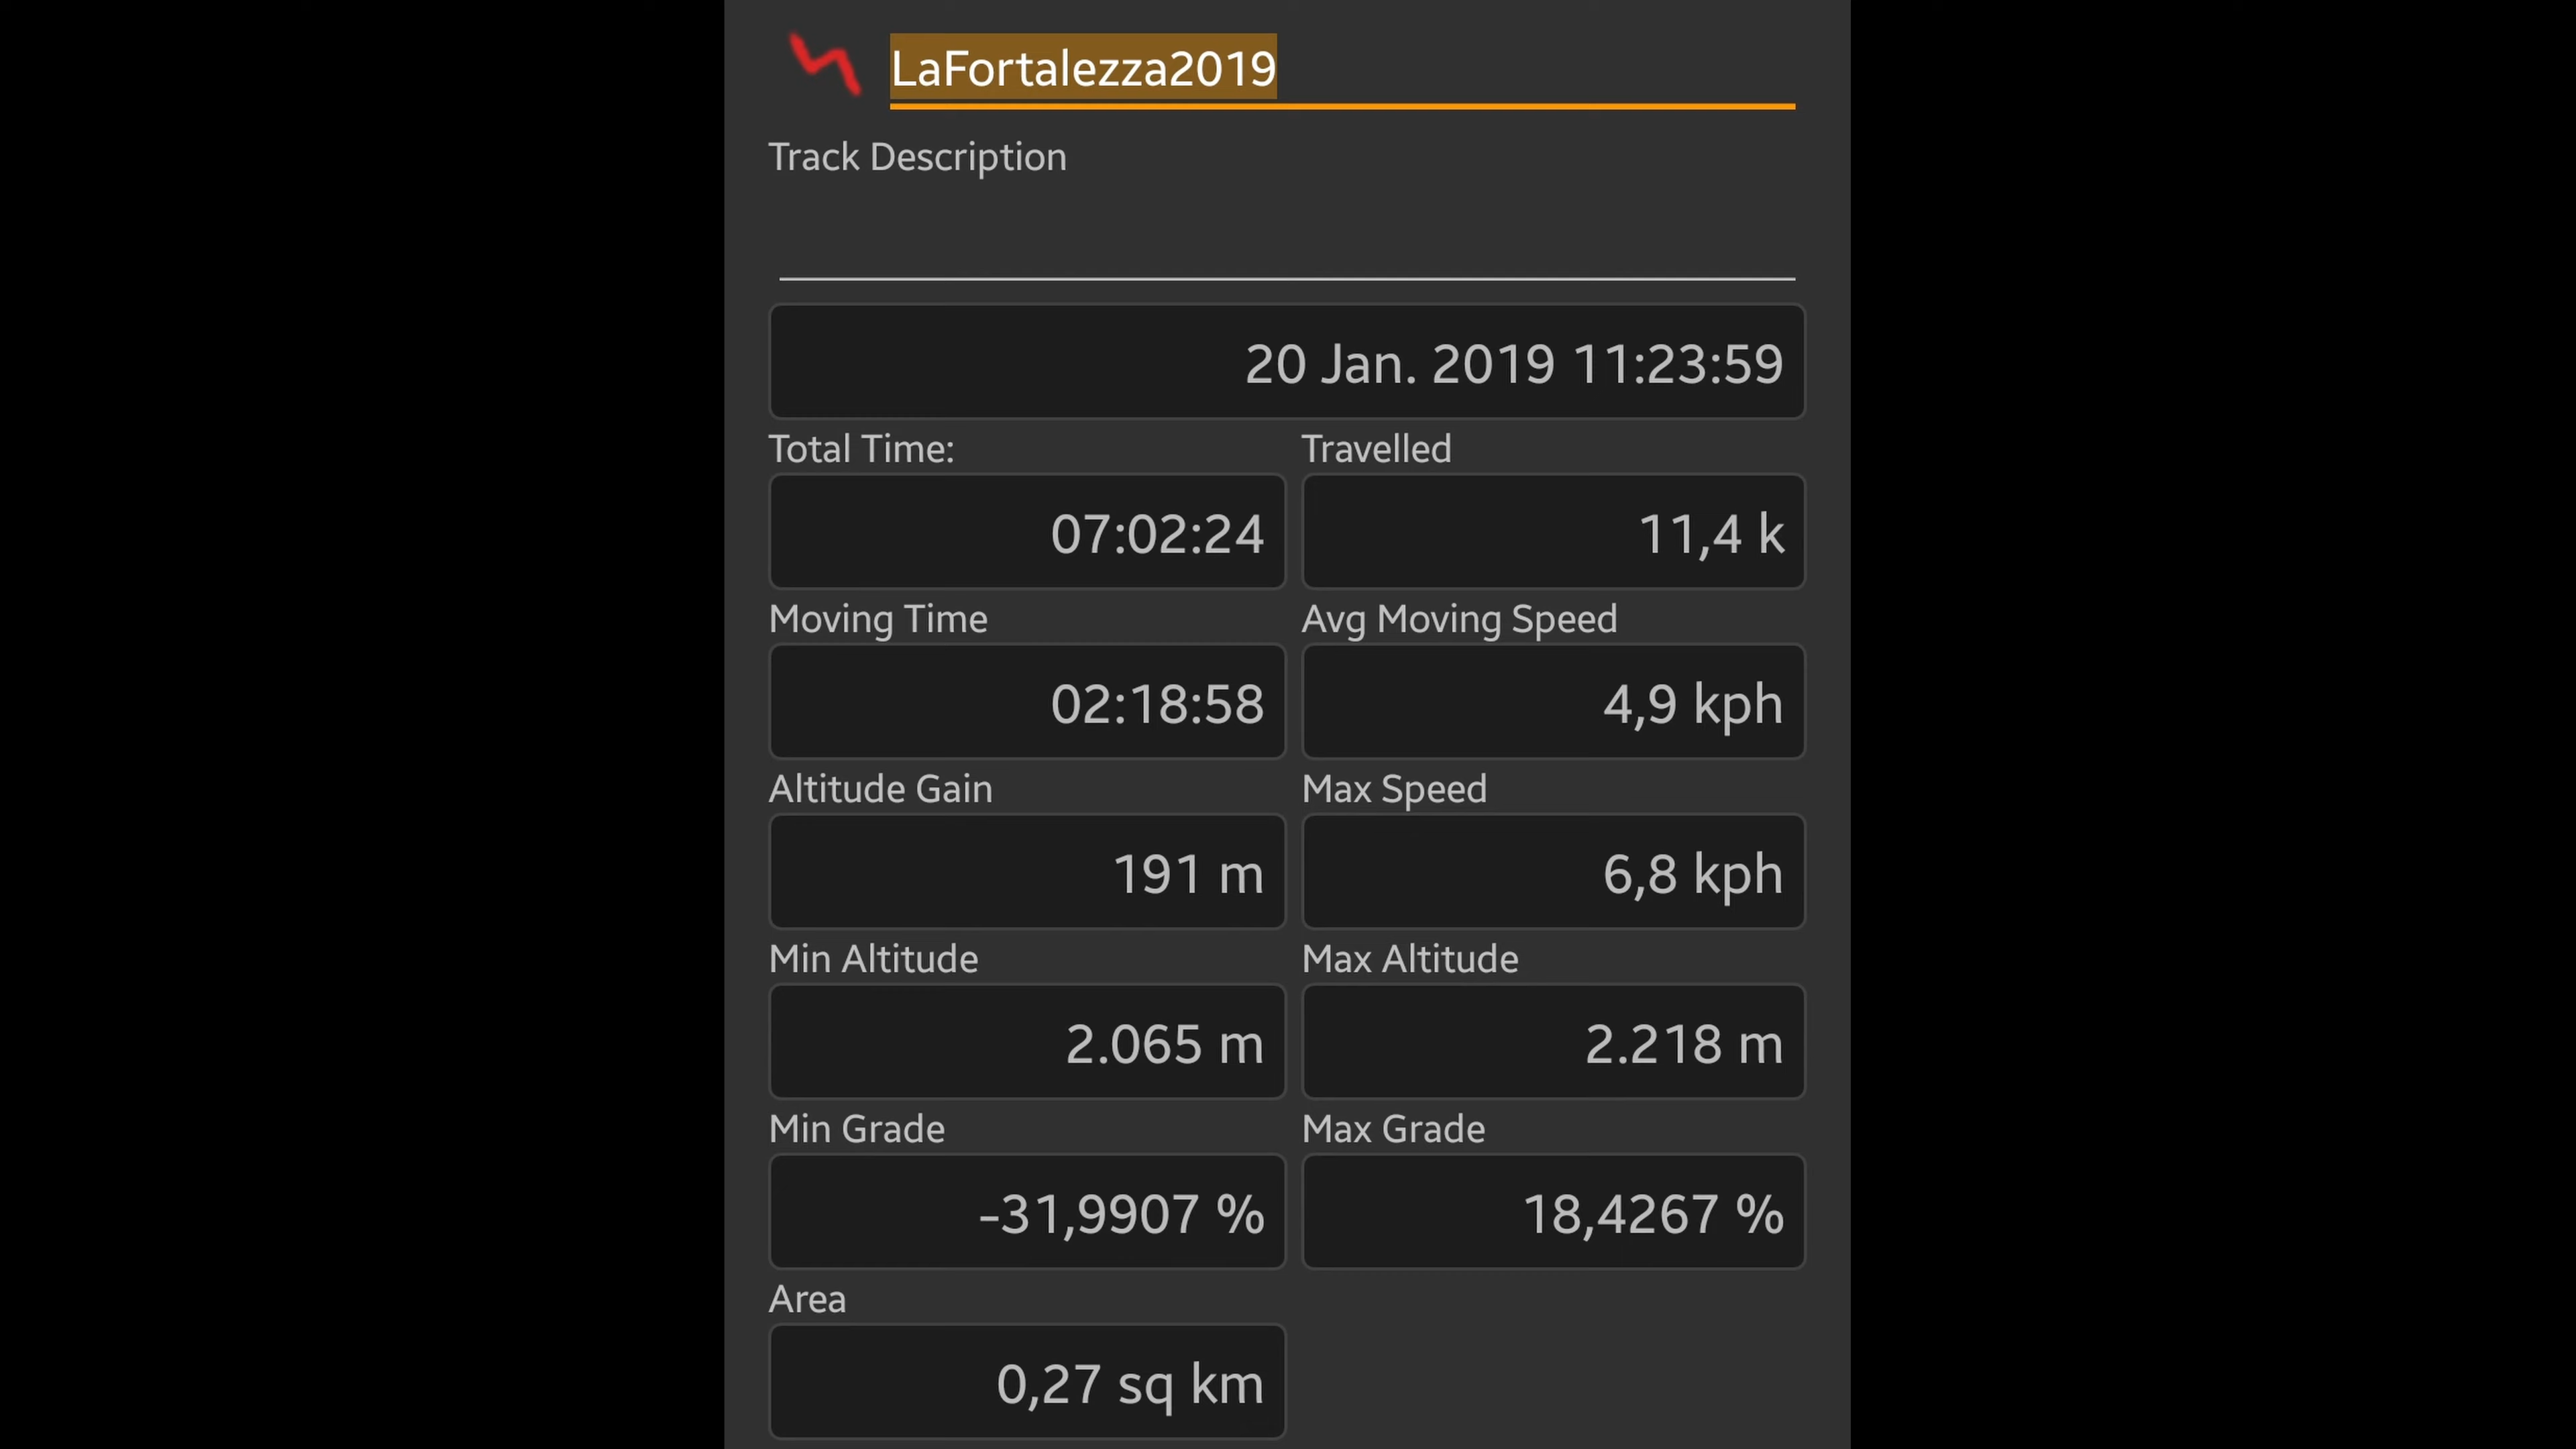 LaFortalezza2019
Track Description
20 Jan. 2019 11:23:59
Total Time: Travelled
07:02:24 11,4 k
Moving Time Avg Moving Speed
02:18:58 4,9 kph
Altitude Gain Max Speed
191 m 6,8 kph
Min Altitude Max Altitude
2.065 m 2.218 m
Min Grade Max Grade
-31,9907 % 18,4267 %
Area
0,27 sq km